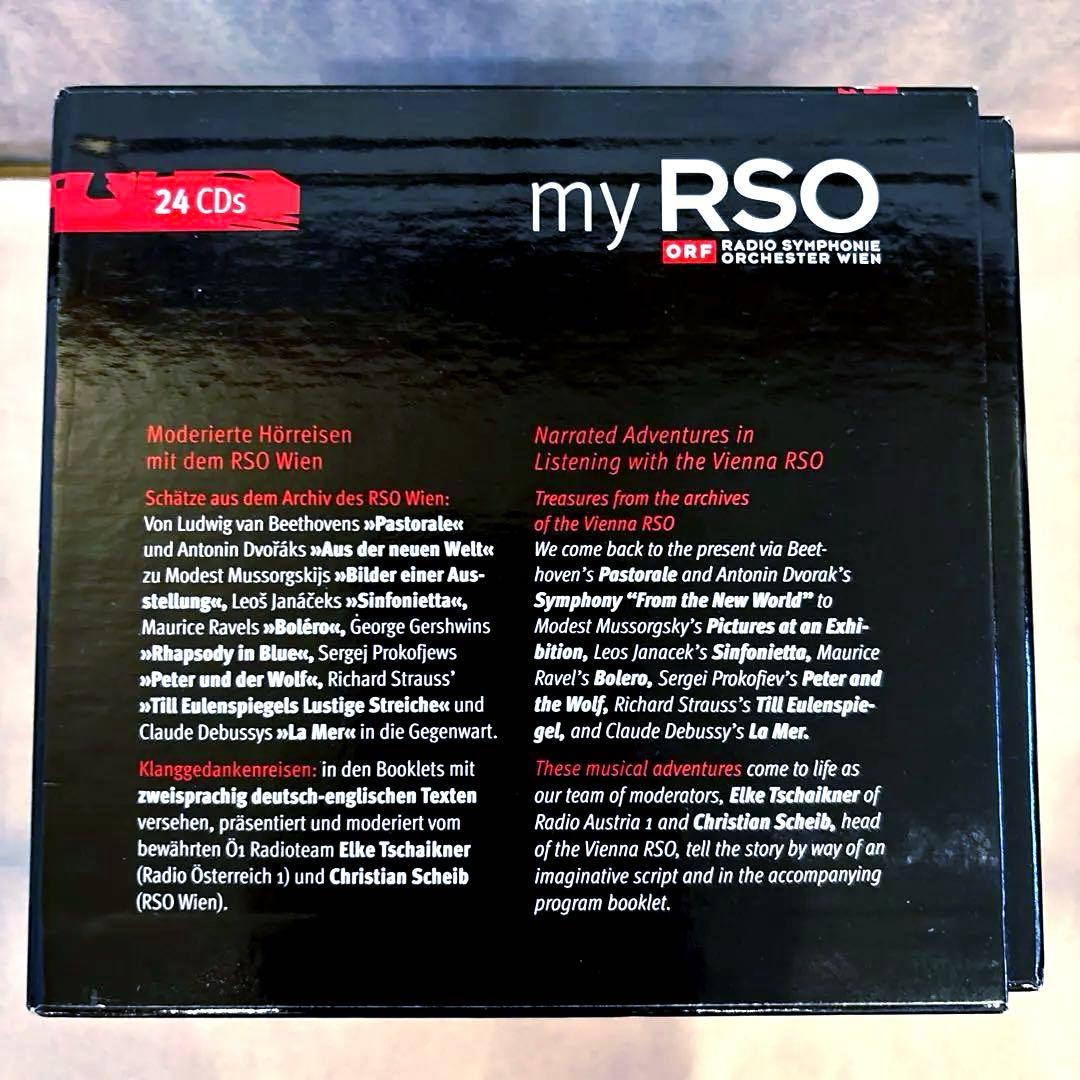 24 CDs
my RSO
ORF RADIO SYMPHONIE
ORCHESTER WIEN
Moderierte Hörreisen
mit dem RSO Wien
Schätze aus dem Archiv des RSO Wien:
Von Ludwig van Beethovens »Pastorale«
und Antonin Dvořáks »Aus der neuen Welt«
zu Modest Mussorgskijs »Bilder einer Aus-
stellung«, Leoš Janáčeks »Sinfonietta«,
Maurice Ravels »Boléro«, George Gershwins
»Rhapsody in Blue«, Sergej Prokofjews
»Peter und der Wolf«, Richard Strauss’
»Till Eulenspiegels Lustige Streiche« und
Claude Debussys »La Mer« in die Gegenwart.
Klanggedankenreisen: in den Booklets mit
zweisprachig deutsch-englischen Texten
versehen, präsentiert und moderiert vom
bewährten Ö1 Radioteam Elke Tschaikner
(Radio Österreich 1) und Christian Scheib
(RSO Wien).
Narrated Adventures in
Listening with the Vienna RSO
Treasures from the archives
of the Vienna RSO
We come back to the present via Beet-
hoven’s Pastorale and Antonin Dvorak’s
Symphony “From the New World” to
Modest Mussorgsky’s Pictures at an Exhi-
bition, Leos Janacek’s Sinfonietta, Maurice
Ravel’s Bolero, Sergei Prokofiev’s Peter and
the Wolf, Richard Strauss’s Till Eulenspie-
gel, and Claude Debussy’s La Mer.
These musical adventures come to life as
our team of moderators, Elke Tschaikner of
Radio Austria 1 and Christian Scheib, head
of the Vienna RSO, tell the story by way of an
imaginative script and in the accompanying
program booklet.